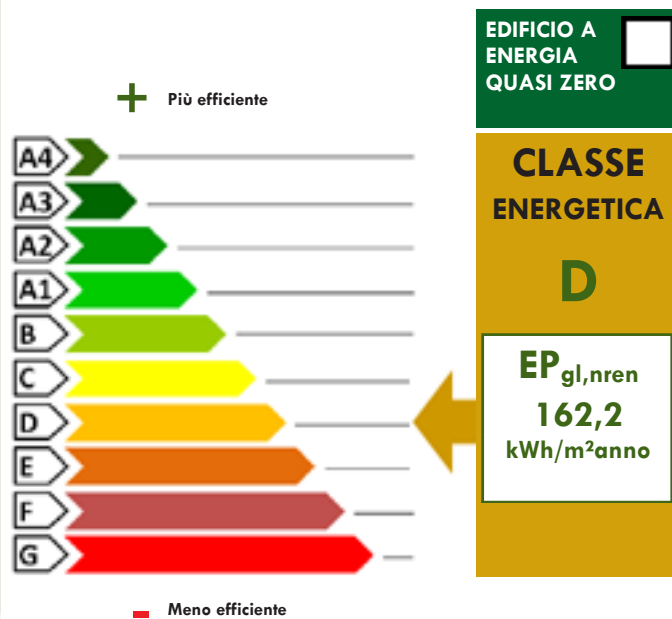 EDIFICIO A
ENERGIA
QUASI ZERO
+ Più efficiente
A4
A3
A2
A1
B
C
D
E
F
G
- Meno efficiente
CLASSE
ENERGETICA
D
EPgl,nren
162,2
kWh/m²anno